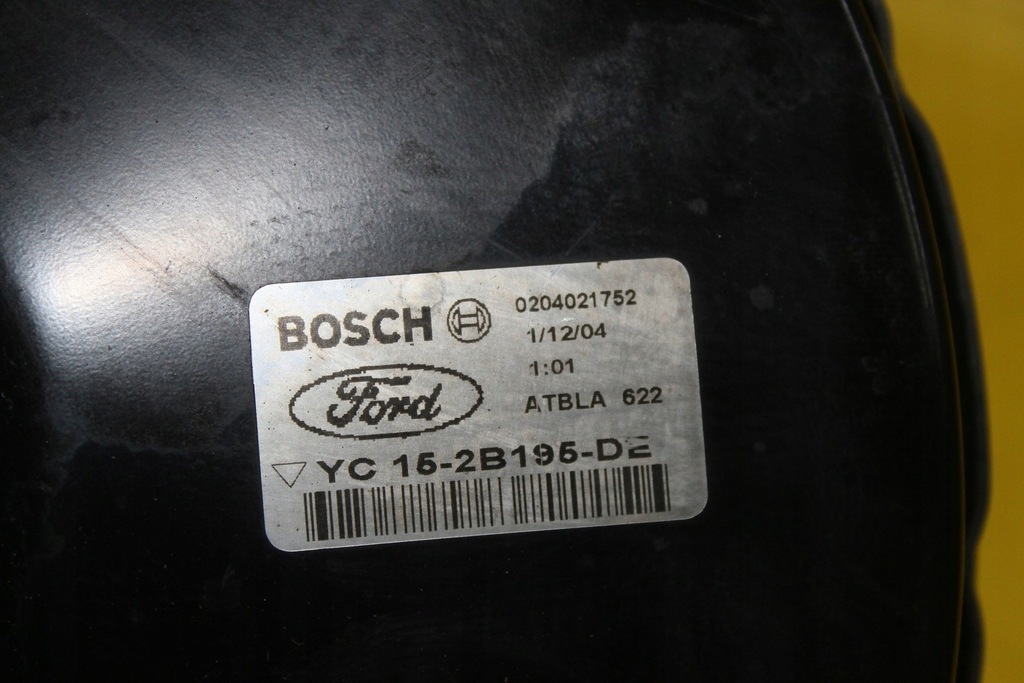 BOSCH
0204021752
1/12/04
1:01
Ford
ATBLA 622
YC 15-2B195-DE